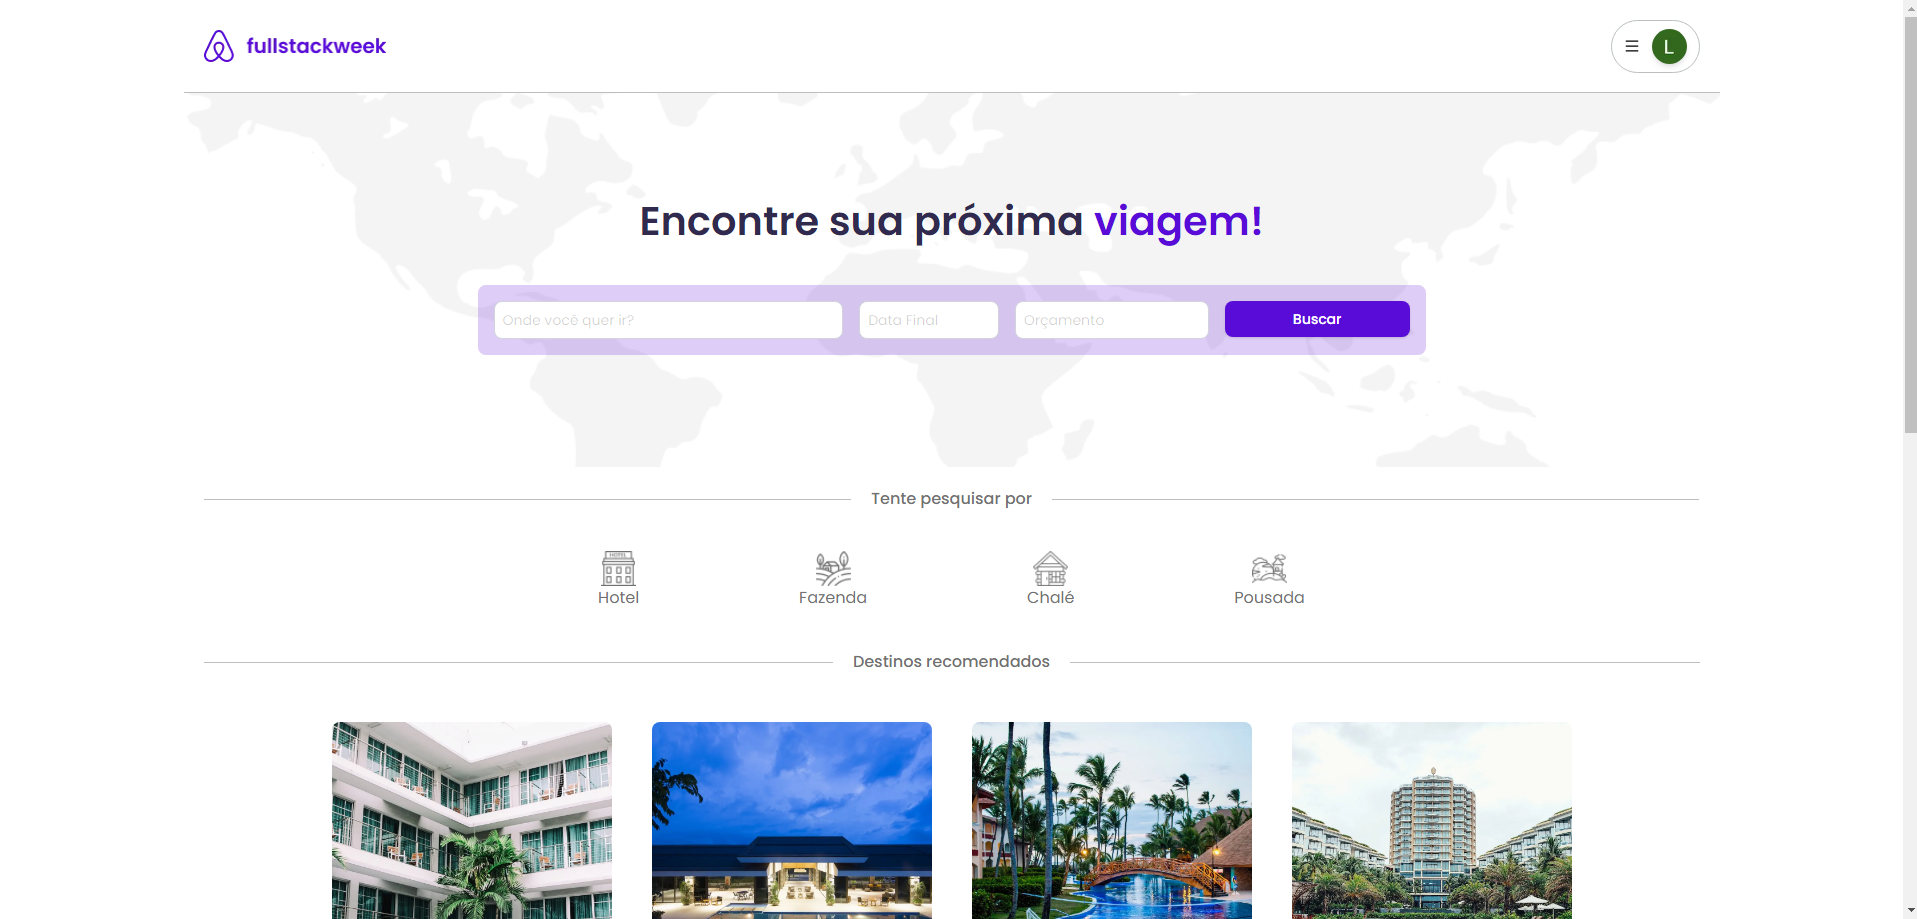 fullstackweek
L
Encontre sua próxima viagem!
Onde você quer ir?
Data Final
Orçamento
Buscar
Tente pesquisar por
HOTEL
Hotel
Fazenda
Chalé
Pousada
Destinos recomendados